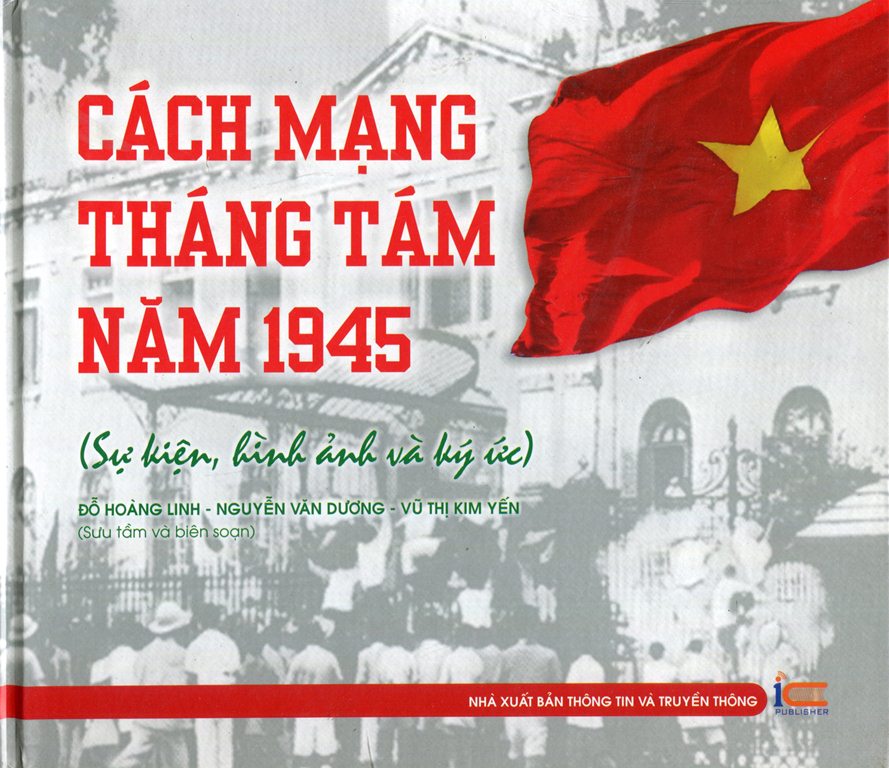 CÁCH MẠNG
THÁNG TÁM
NĂM 1945
(Sự kiện, hình ảnh và ký ức)
ĐỖ HOÀNG LINH - NGUYỄN VĂN DƯƠNG - VŨ THỊ KIM YẾN
(Sưu tầm và biên soạn)
NHÀ XUẤT BẢN THÔNG TIN VÀ TRUYỀN THÔNG
ic
PUBLISHER